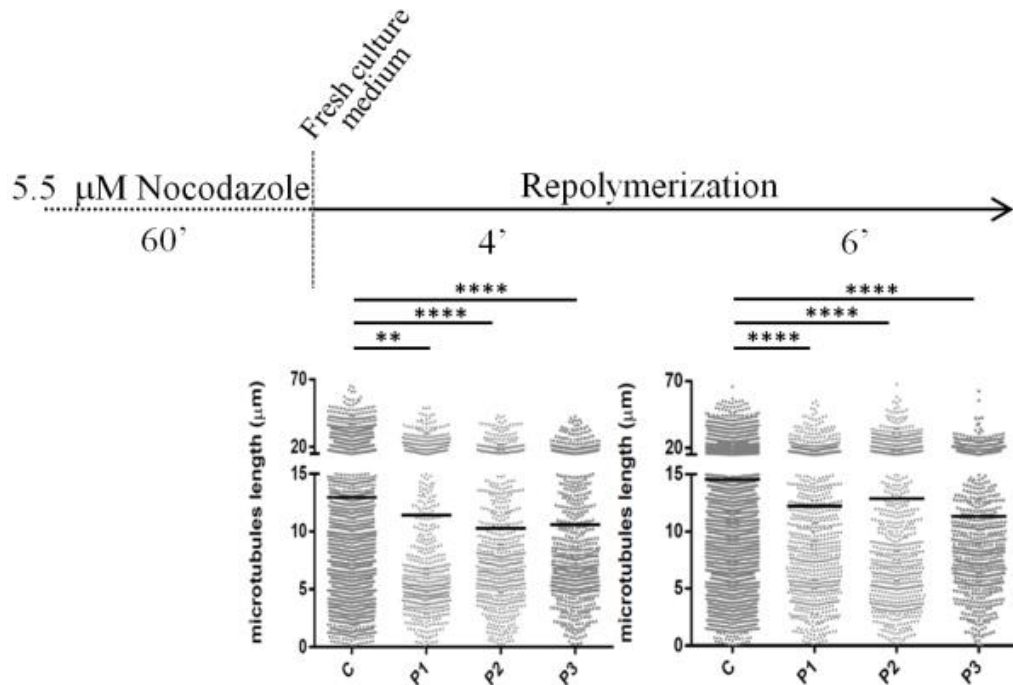 Fresh culture
medium
5.5 μM Nocodazole
Repolymerization
60’
4’
6’
****
****
**
****
****
****
microtubules length (μm)
70
20
15
10
5
0
C
P1
P2
P3
microtubules length (μm)
70
20
15
10
5
0
C
P1
P2
P3